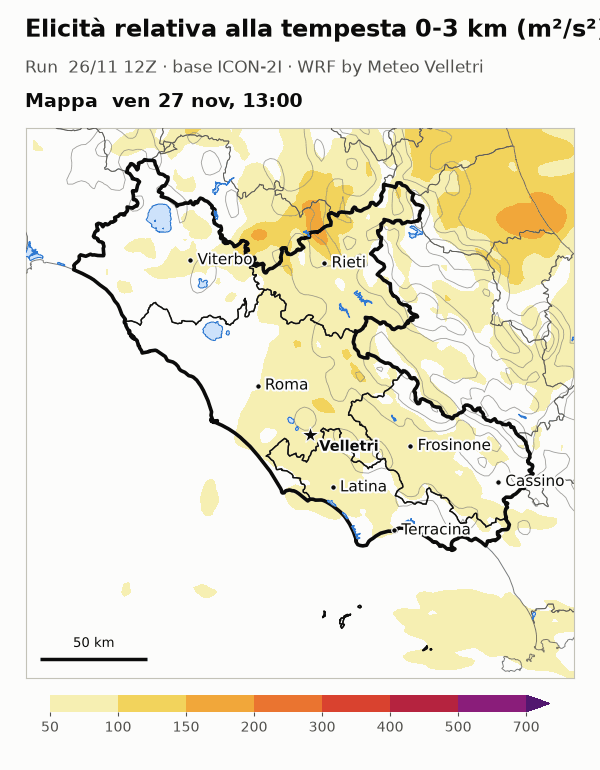 Elicità relativa alla tempesta 0-3 km (m²/s²)
Run 26/11 12Z · base ICON-2I · WRF by Meteo Velletri
Mappa ven 27 nov, 13:00
Viterbo
Rieti
Roma
Velletri
Frosinone
Cassino
Latina
Terracina
50 km
50 100 150 200 300 400 500 700